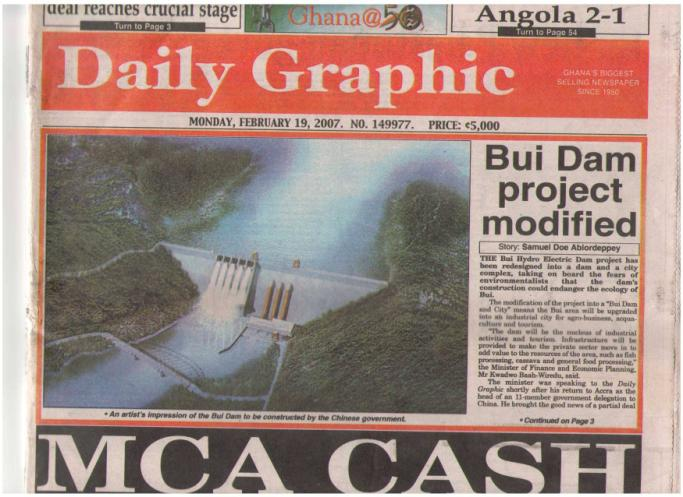 deal reaches crucial stage
Turn to Page 3
Ghana@50
Angola 2-1
Turn to Page 54
Daily Graphic
GHANA'S BIGGEST
SELLING NEWSPAPER
SINCE 1950
MONDAY, FEBRUARY 19, 2007. NO. 149977. PRICE: ¢5,000
Bui Dam
project
modified
Story: Samuel Doe Ablordeppey
THE Bui Hydro Electric Dam project has
been redesigned into a dam and a city
complex, taking on board the fears of
environmentalists that the dam's
construction could endanger the ecology of
Bui.
The modification of the project into a "Bui Dam
and City" means the Bui area will be upgraded
into an industrial city for agro-business, acqua-
culture and tourism.
"The dam will be the nucleus of industrial
activities and tourism. Infrastructure will be
provided to make the private sector move in to
add value to the resources of the area, such as fish
processing, cassava and general food processing,"
the Minister of Finance and Economic Planning,
Mr Kwadwo Baah-Wiredu, said.
The minister was speaking to the Daily
Graphic shortly after his return to Accra as the
head of an 11-member government delegation to
China. He brought the good news of a partial deal
• Continued on Page 3
• An artist's impression of the Bui Dam to be constructed by the Chinese government.
MCA CASH